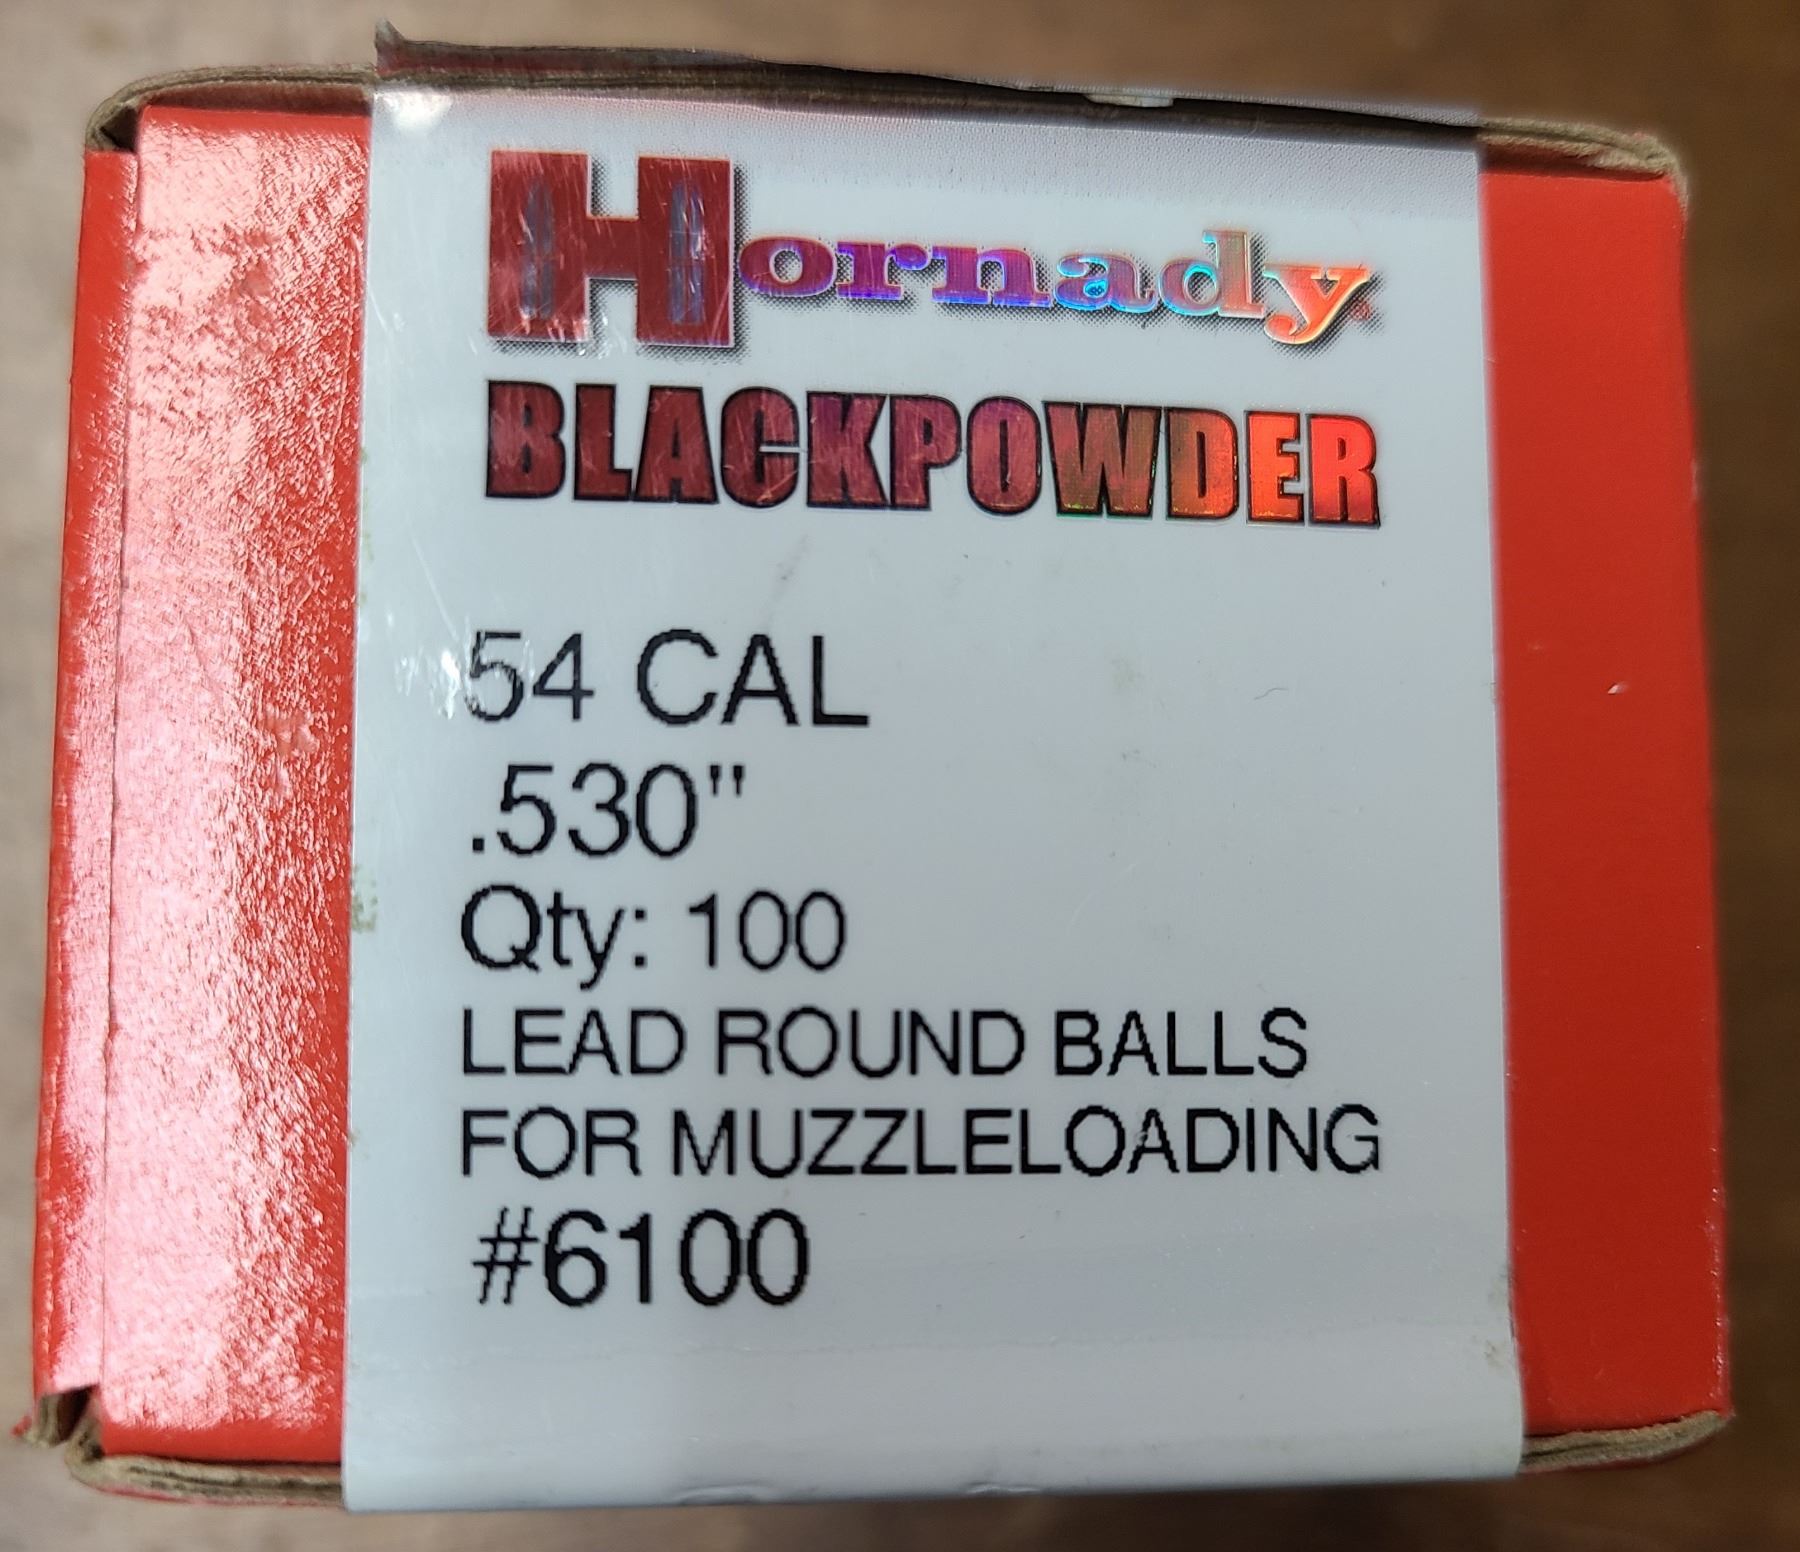 Hornady
BLACKPOWDER
54 CAL
.530"
Qty: 100
LEAD ROUND BALLS
FOR MUZZLELOADING
#6100